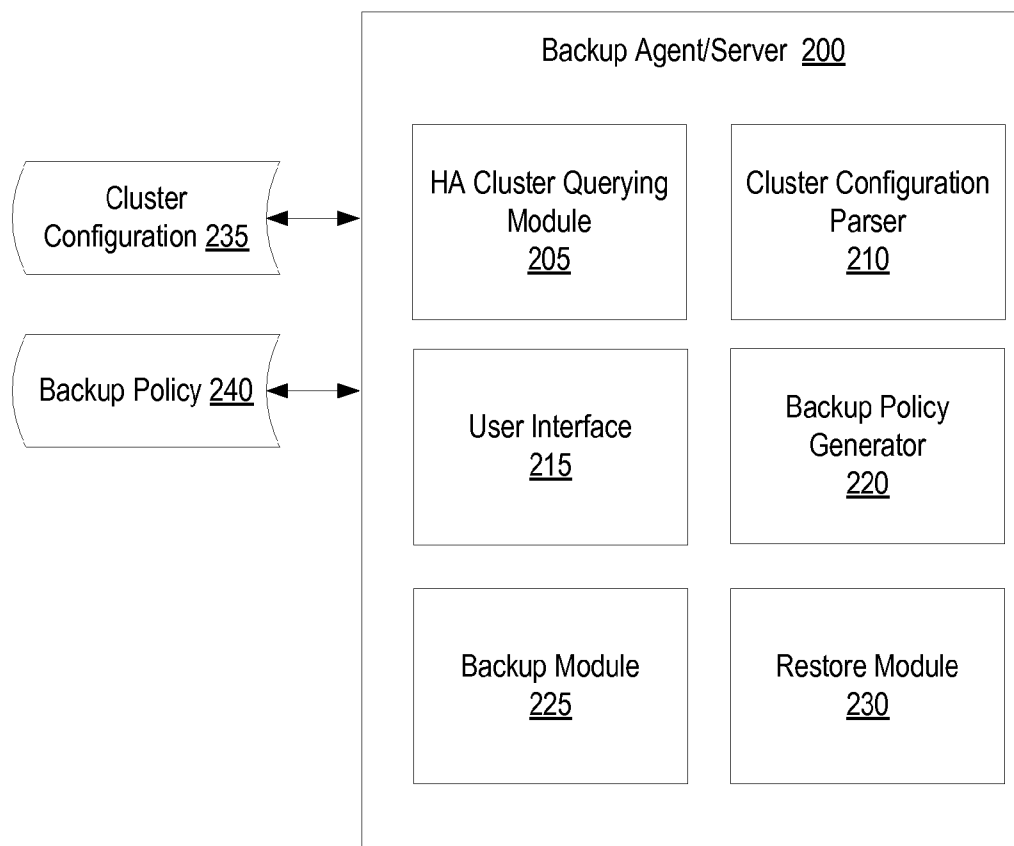 Backup Agent/Server 200
Cluster
Configuration 235
Backup Policy 240
HA Cluster Querying
Module
205
Cluster Configuration
Parser
210
User Interface
215
Backup Policy
Generator
220
Backup Module
225
Restore Module
230